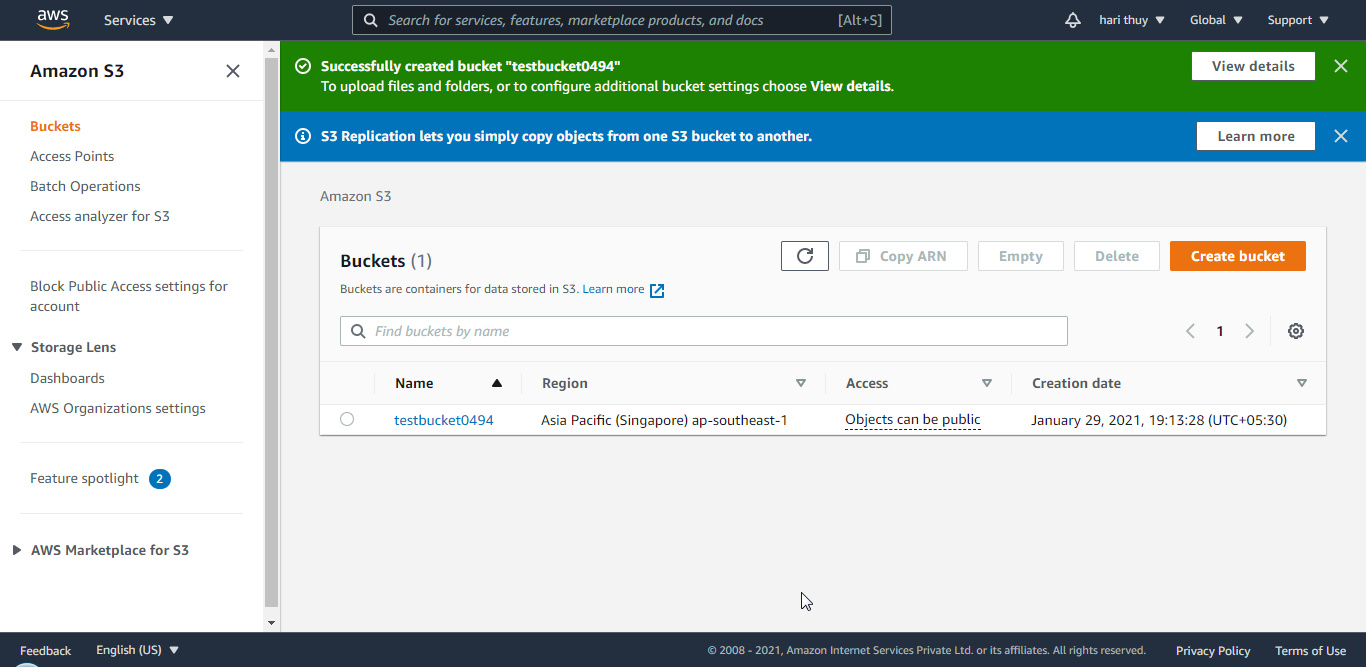 aws
Services
Search for services, features, marketplace products, and docs
[Alt+S]
hari thuy
Global
Support
Amazon S3
Buckets
Access Points
Batch Operations
Access analyzer for S3
Block Public Access settings for
account
Storage Lens
Dashboards
AWS Organizations settings
Feature spotlight 2
AWS Marketplace for S3
Successfully created bucket "testbucket0494"
To upload files and folders, or to configure additional bucket settings choose View details.
View details
S3 Replication lets you simply copy objects from one S3 bucket to another.
Learn more
Amazon S3
Buckets (1)
Copy ARN
Empty
Delete
Create bucket
Buckets are containers for data stored in S3. Learn more
Find buckets by name
1
Name Region Access Creation date
testbucket0494 Asia Pacific (Singapore) ap-southeast-1 Objects can be public January 29, 2021, 19:13:28 (UTC+05:30)
Feedback
English (US)
© 2008 - 2021, Amazon Internet Services Private Ltd. or its affiliates. All rights reserved.
Privacy Policy
Terms of Use